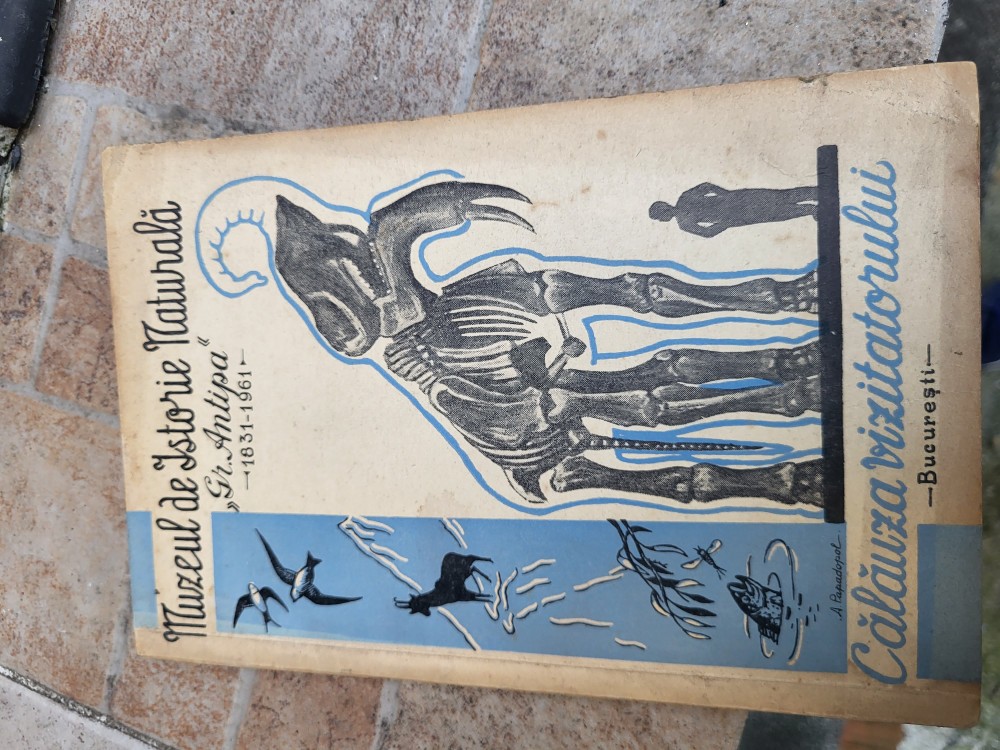 Muzeul de Istorie Naturală
„Gr. Antipa“
—1831-1961—
A Papadopol
Călăuza vizitatorului
—București—